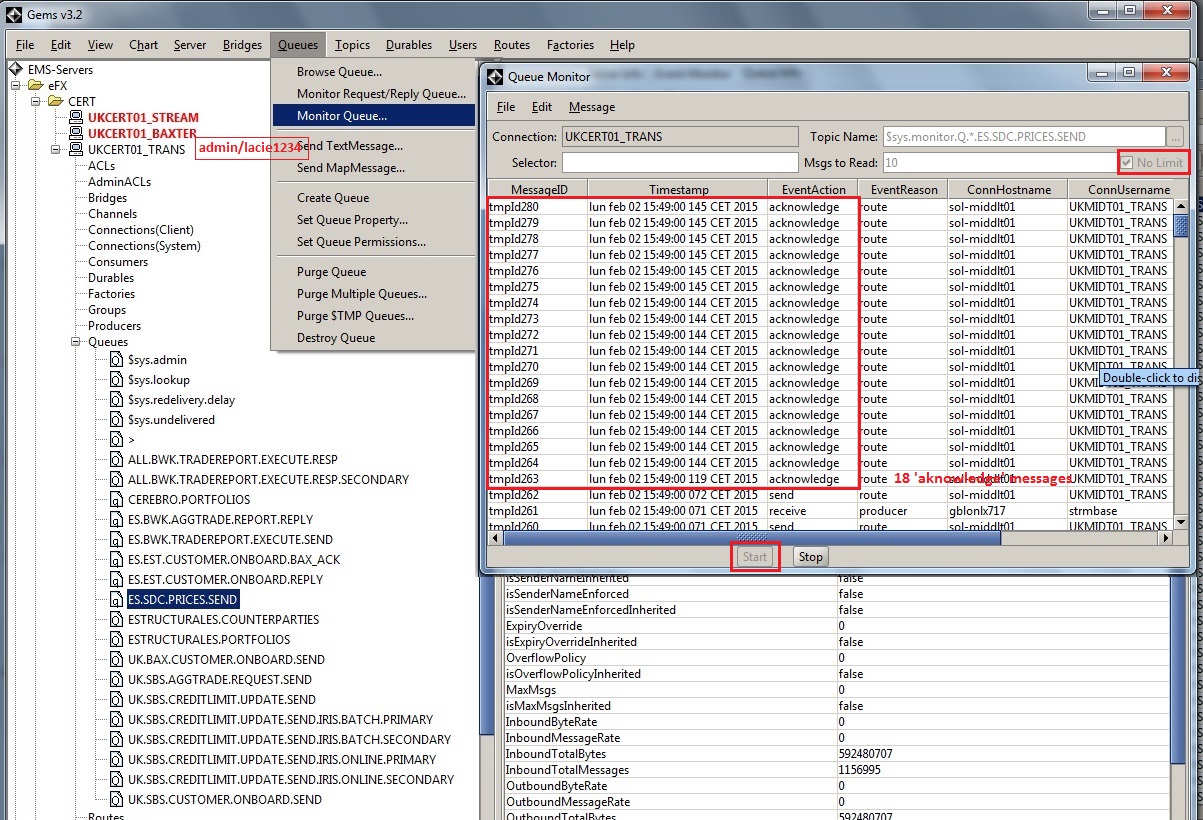 Gems v3.2
File Edit View Chart Server Bridges Queues Topics Durables Users Routes Factories Help
EMS-Servers
eFX
CERT
UKCERT01_STREAM
UKCERT01_BAXTER
UKCERT01_TRANS
admin/lacie1234
ACLs
AdminACLs
Bridges
Channels
Connections(Client)
Connections(System)
Consumers
Durables
Factories
Groups
Producers
Queues
$sys.admin
$sys.lookup
$sys.redelivery.delay
$sys.undelivered
>
ALL.BWK.TRADEREPORT.EXECUTE.RESP
ALL.BWK.TRADEREPORT.EXECUTE.RESP.SECONDARY
CEREBRO.PORTFOLIOS
ES.BWK.AGGTRADE.REPORT.REPLY
ES.BWK.TRADEREPORT.EXECUTE.SEND
ES.EST.CUSTOMER.ONBOARD.BAX_ACK
ES.EST.CUSTOMER.ONBOARD.REPLY
ES.SDC.PRICES.SEND
ESTRUCTURALES.COUNTERPARTIES
ESTRUCTURALES.PORTFOLIOS
UK.BAX.CUSTOMER.ONBOARD.SEND
UK.SBS.AGGTRADE.REQUEST.SEND
UK.SBS.CREDITLIMIT.UPDATE.SEND
UK.SBS.CREDITLIMIT.UPDATE.SEND.IRIS.BATCH.PRIMARY
UK.SBS.CREDITLIMIT.UPDATE.SEND.IRIS.BATCH.SECONDARY
UK.SBS.CREDITLIMIT.UPDATE.SEND.IRIS.ONLINE.PRIMARY
UK.SBS.CREDITLIMIT.UPDATE.SEND.IRIS.ONLINE.SECONDARY
UK.SBS.CUSTOMER.ONBOARD.SEND
Routes
Browse Queue...
Monitor Request/Reply Queue...
Monitor Queue...
Send TextMessage...
Send MapMessage...
Create Queue
Set Queue Property...
Set Queue Permissions...
Purge Queue
Purge Multiple Queues...
Purge $TMP Queues...
Destroy Queue
Queue Monitor
File Edit Message
Connection: UKCERT01_TRANS Topic Name: $sys.monitor.Q.*.ES.SDC.PRICES.SEND ...
Selector: Msgs to Read: 10 No Limit
MessageID Timestamp EventAction EventReason ConnHostname ConnUsername
tmpId280 lun feb 02 15:49:00 145 CET 2015 acknowledge route sol-middlt01 UKMIDT01_TRANS
tmpId279 lun feb 02 15:49:00 145 CET 2015 acknowledge route sol-middlt01 UKMIDT01_TRANS
tmpId278 lun feb 02 15:49:00 145 CET 2015 acknowledge route sol-middlt01 UKMIDT01_TRANS
tmpId277 lun feb 02 15:49:00 145 CET 2015 acknowledge route sol-middlt01 UKMIDT01_TRANS
tmpId276 lun feb 02 15:49:00 145 CET 2015 acknowledge route sol-middlt01 UKMIDT01_TRANS
tmpId275 lun feb 02 15:49:00 145 CET 2015 acknowledge route sol-middlt01 UKMIDT01_TRANS
tmpId274 lun feb 02 15:49:00 144 CET 2015 acknowledge route sol-middlt01 UKMIDT01_TRANS
tmpId273 lun feb 02 15:49:00 144 CET 2015 acknowledge route sol-middlt01 UKMIDT01_TRANS
tmpId272 lun feb 02 15:49:00 144 CET 2015 acknowledge route sol-middlt01 UKMIDT01_TRANS
tmpId271 lun feb 02 15:49:00 144 CET 2015 acknowledge route sol-middlt01 UKMIDT01_TRANS
tmpId270 lun feb 02 15:49:00 144 CET 2015 acknowledge route sol-middlt01 UKMIDT01_TRANS
tmpId269 lun feb 02 15:49:00 144 CET 2015 acknowledge route sol-middlt01 UKMIDT01_TRANS
Double-click to dis
tmpId268 lun feb 02 15:49:00 144 CET 2015 acknowledge route sol-middlt01 UKMIDT01_TRANS
tmpId267 lun feb 02 15:49:00 144 CET 2015 acknowledge route sol-middlt01 UKMIDT01_TRANS
tmpId266 lun feb 02 15:49:00 144 CET 2015 acknowledge route sol-middlt01 UKMIDT01_TRANS
tmpId265 lun feb 02 15:49:00 144 CET 2015 acknowledge route sol-middlt01 UKMIDT01_TRANS
tmpId264 lun feb 02 15:49:00 144 CET 2015 acknowledge route sol-middlt01 UKMIDT01_TRANS
tmpId263 lun feb 02 15:49:00 119 CET 2015 acknowledge route sol-middlt01 UKMIDT01_TRANS
18 'aknowledge' messages
tmpId262 lun feb 02 15:49:00 072 CET 2015 send route sol-middlt01 UKMIDT01_TRANS
tmpId261 lun feb 02 15:49:00 071 CET 2015 receive producer gblonlx717 strmbase
tmpId260 lun feb 02 15:49:00 071 CET 2015 send route sol-middlt01 UKMIDT01_TRANS
Start Stop
isSenderNameInherited false
isSenderNameEnforced false
isSenderNameEnforcedInherited false
ExpiryOverride 0
isExpiryOverrideInherited false
OverflowPolicy 0
isOverflowPolicyInherited false
MaxMsgs 0
isMaxMsgsInherited false
InboundByteRate 0
InboundMessageRate 0
InboundTotalBytes 592480707
InboundTotalMessages 1156995
OutboundByteRate 0
OutboundMessageRate 0
OutboundTotalBytes 592480707